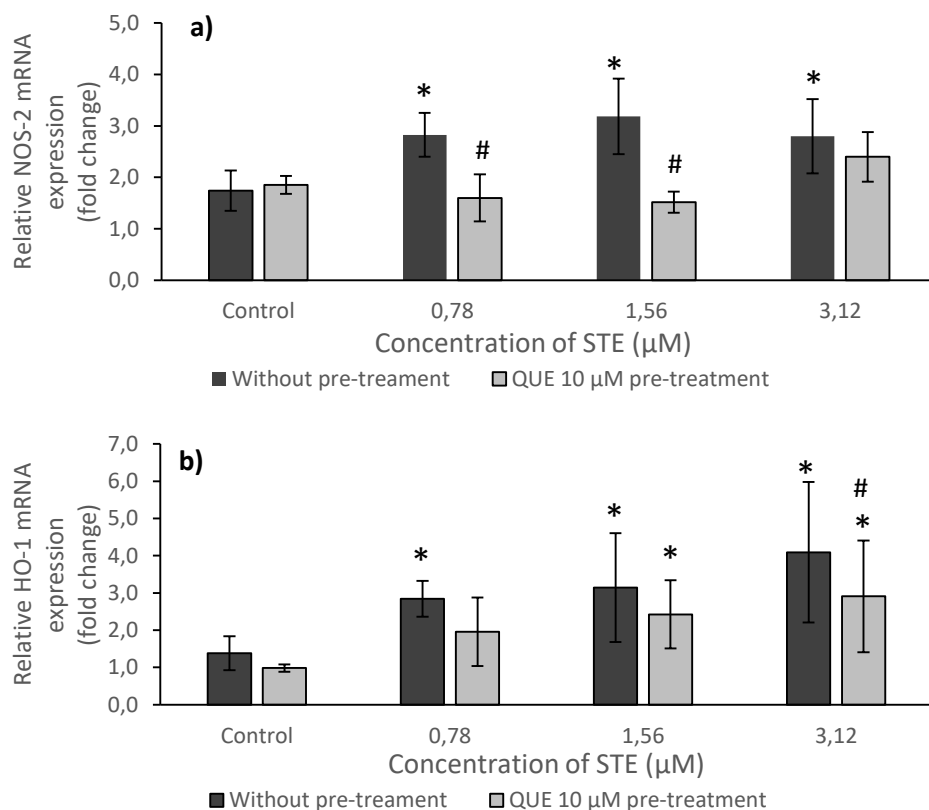 a)
Relative NOS-2 mRNA
expression
(fold change)
5,0
4,0
3,0
2,0
1,0
0,0
*
#
*
#
*
Control
0,78
1,56
3,12
Concentration of STE (µM)
Without pre-treament
QUE 10 µM pre-treatment
b)
Relative HO-1 mRNA
expression
(fold change)
7,0
6,0
5,0
4,0
3,0
2,0
1,0
0,0
*
*
*
*
#
*
Control
0,78
1,56
3,12
Concentration of STE (µM)
Without pre-treament
QUE 10 µM pre-treatment